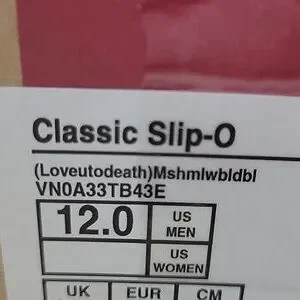 Classic Slip-O
(Loveutodeath)Mshmlwbldbl
VN0A33TB43E
12.0 US MEN
US WOMEN
UK EUR CM